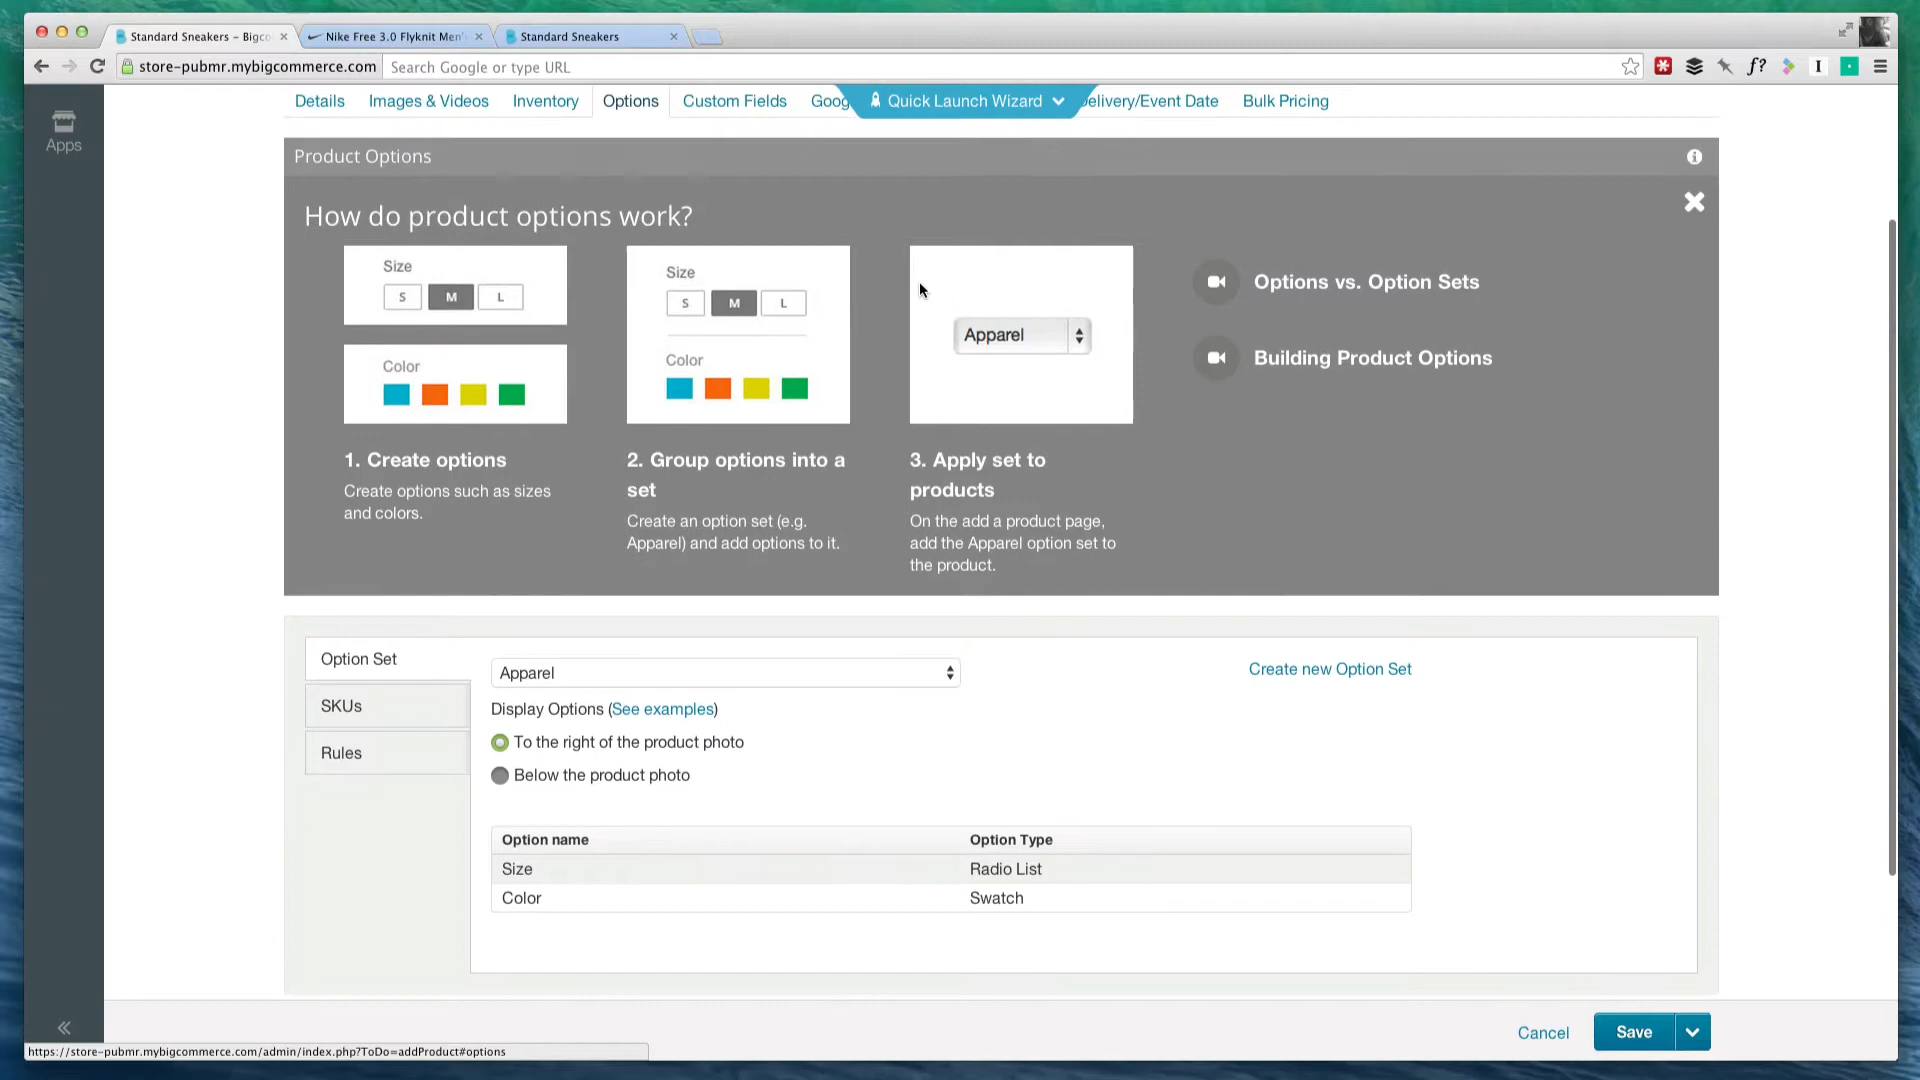 Standard Sneakers – Bigco
Nike Free 3.0 Flyknit Men'
Standard Sneakers
store-pubmr.mybigcommerce.com
Search Google or type URL
f?
I
Details
Images & Videos
Inventory
Options
Custom Fields
Goog
Quick Launch Wizard
elivery/Event Date
Bulk Pricing
Apps
Product Options
How do product options work?
Size
S M L
Color
Size
S M L
Color
Apparel
Options vs. Option Sets
Building Product Options
1. Create options
Create options such as sizes
and colors.
2. Group options into a
set
Create an option set (e.g.
Apparel) and add options to it.
3. Apply set to
products
On the add a product page,
add the Apparel option set to
the product.
Option Set
SKUs
Rules
Apparel
Create new Option Set
Display Options (See examples)
To the right of the product photo
Below the product photo
Option name Option Type
Size Radio List
Color Swatch
Cancel
Save
https://store-pubmr.mybigcommerce.com/admin/index.php?ToDo=addProduct#options